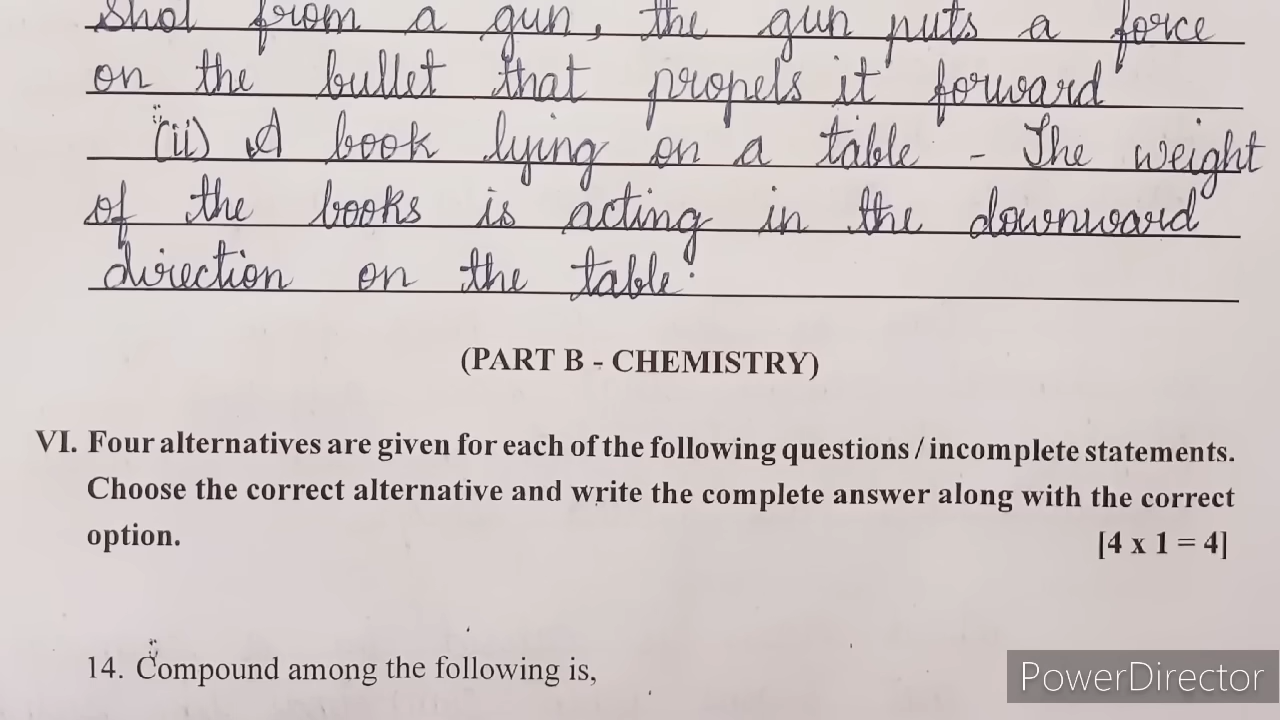 shot from a gun, the gun puts a force
on the bullet that propels it forward
(ii) A book lying on a table - The weight
of the books is acting in the downward
direction on the table.
(PART B - CHEMISTRY)
VI. Four alternatives are given for each of the following questions / incomplete statements.
Choose the correct alternative and write the complete answer along with the correct
option. [4 x 1 = 4]
14. Compound among the following is,
PowerDirector